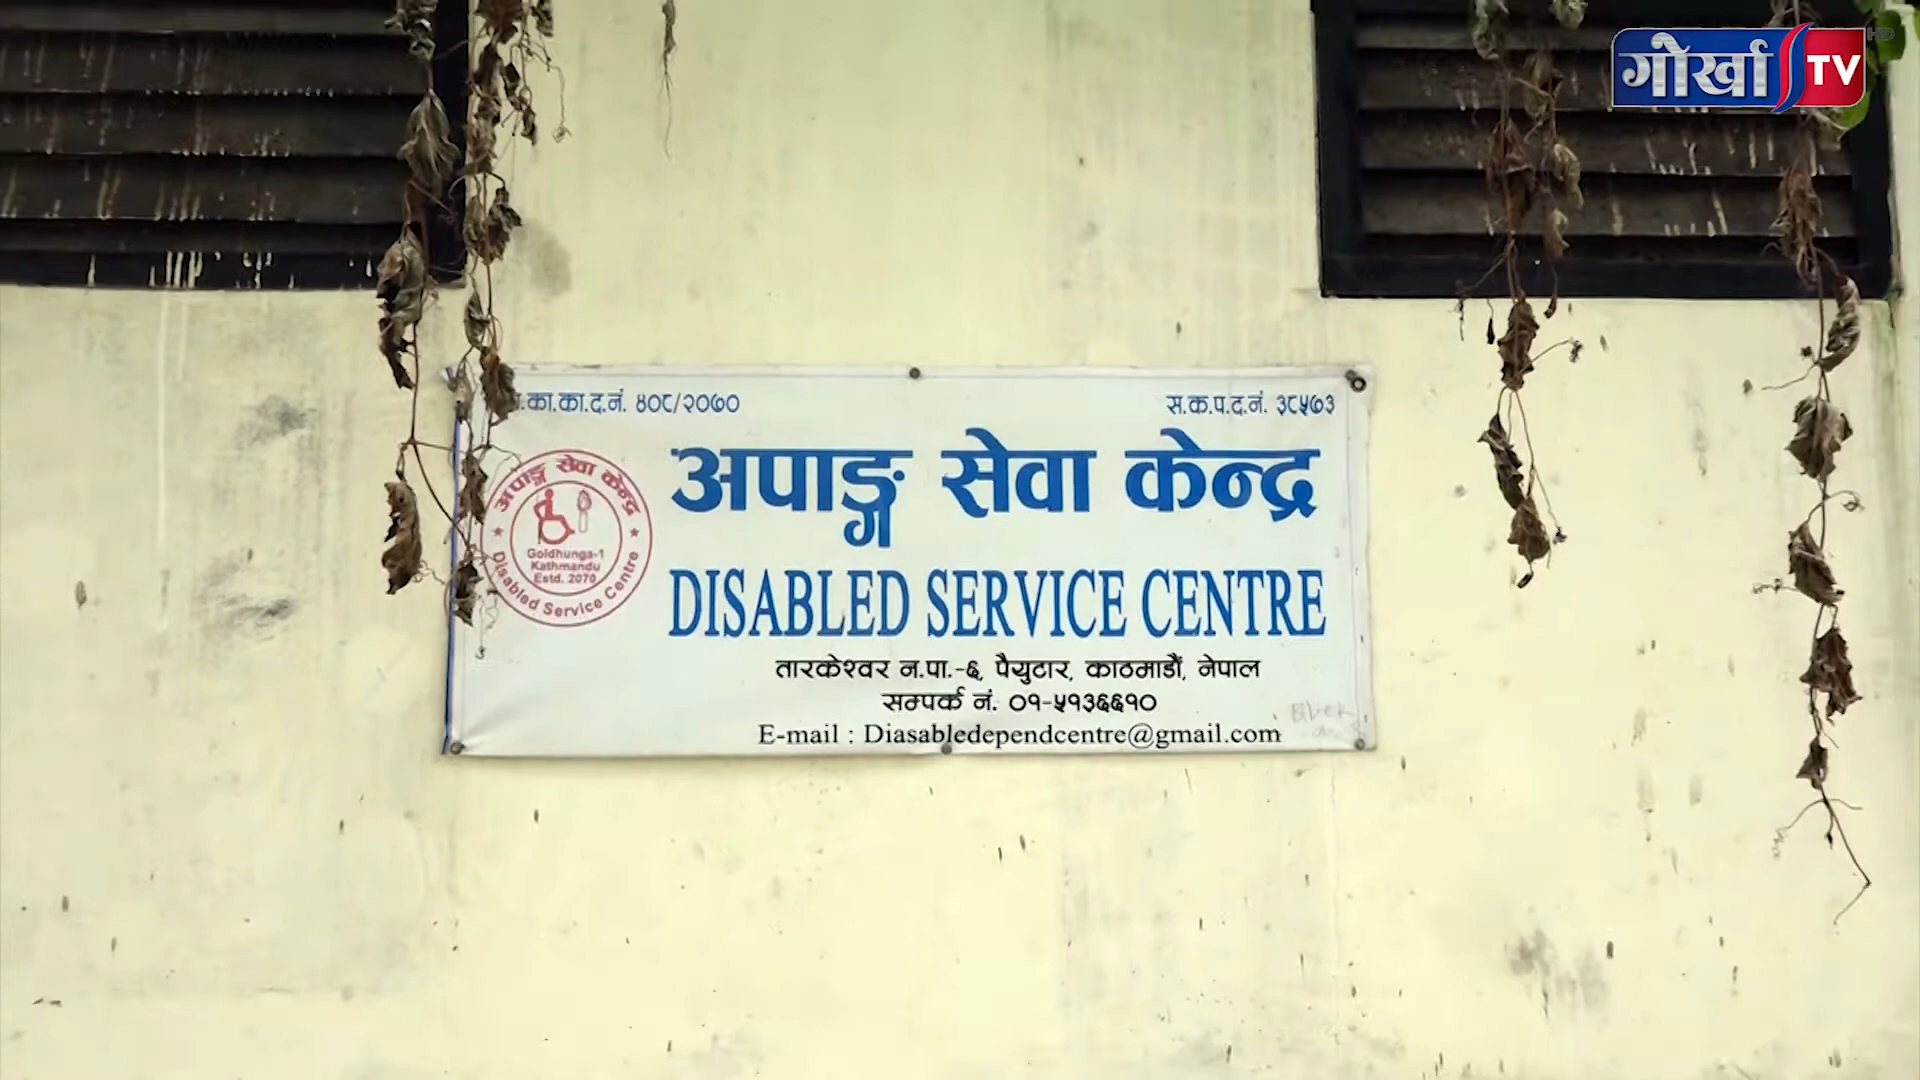 गोर्खा TV HD
.का.का.द.नं. ४०८/२०७०
स.क.प.द.नं. ३८५७३
अपाङ्ग सेवा केन्द्र
Goldhunga-1
Kathmandu
Estd. 2070
Disabled Service Centre
अपाङ्ग सेवा केन्द्र
DISABLED SERVICE CENTRE
तारकेश्वर न.पा.-६, पैयुटार, काठमाडौं, नेपाल
सम्पर्क नं. ०१-५१३६६१०
E-mail : Diasabledependcentre@gmail.com